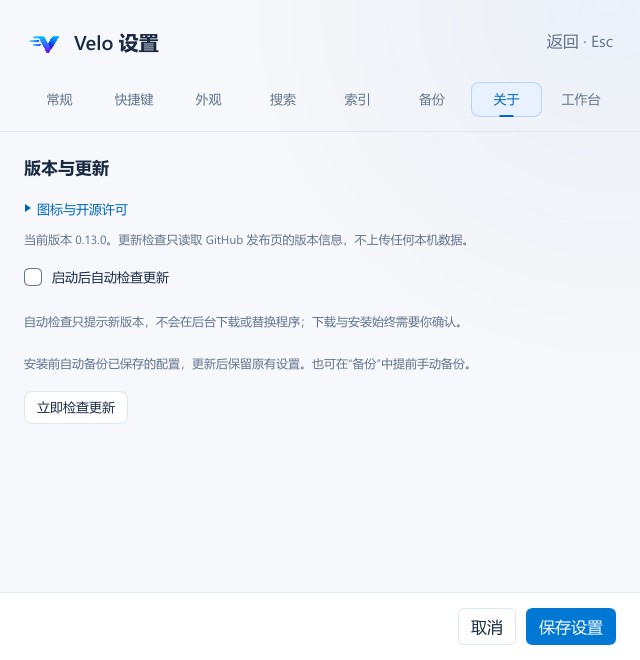 Velo 设置
返回 · Esc
常规 快捷键 外观 搜索 索引 备份 关于 工作台
版本与更新
图标与开源许可
当前版本 0.13.0。更新检查只读取 GitHub 发布页的版本信息，不上传任何本机数据。
启动后自动检查更新
自动检查只提示新版本，不会在后台下载或替换程序；下载与安装始终需要你确认。
安装前自动备份已保存的配置，更新后保留原有设置。也可在“备份”中提前手动备份。
立即检查更新
取消 保存设置